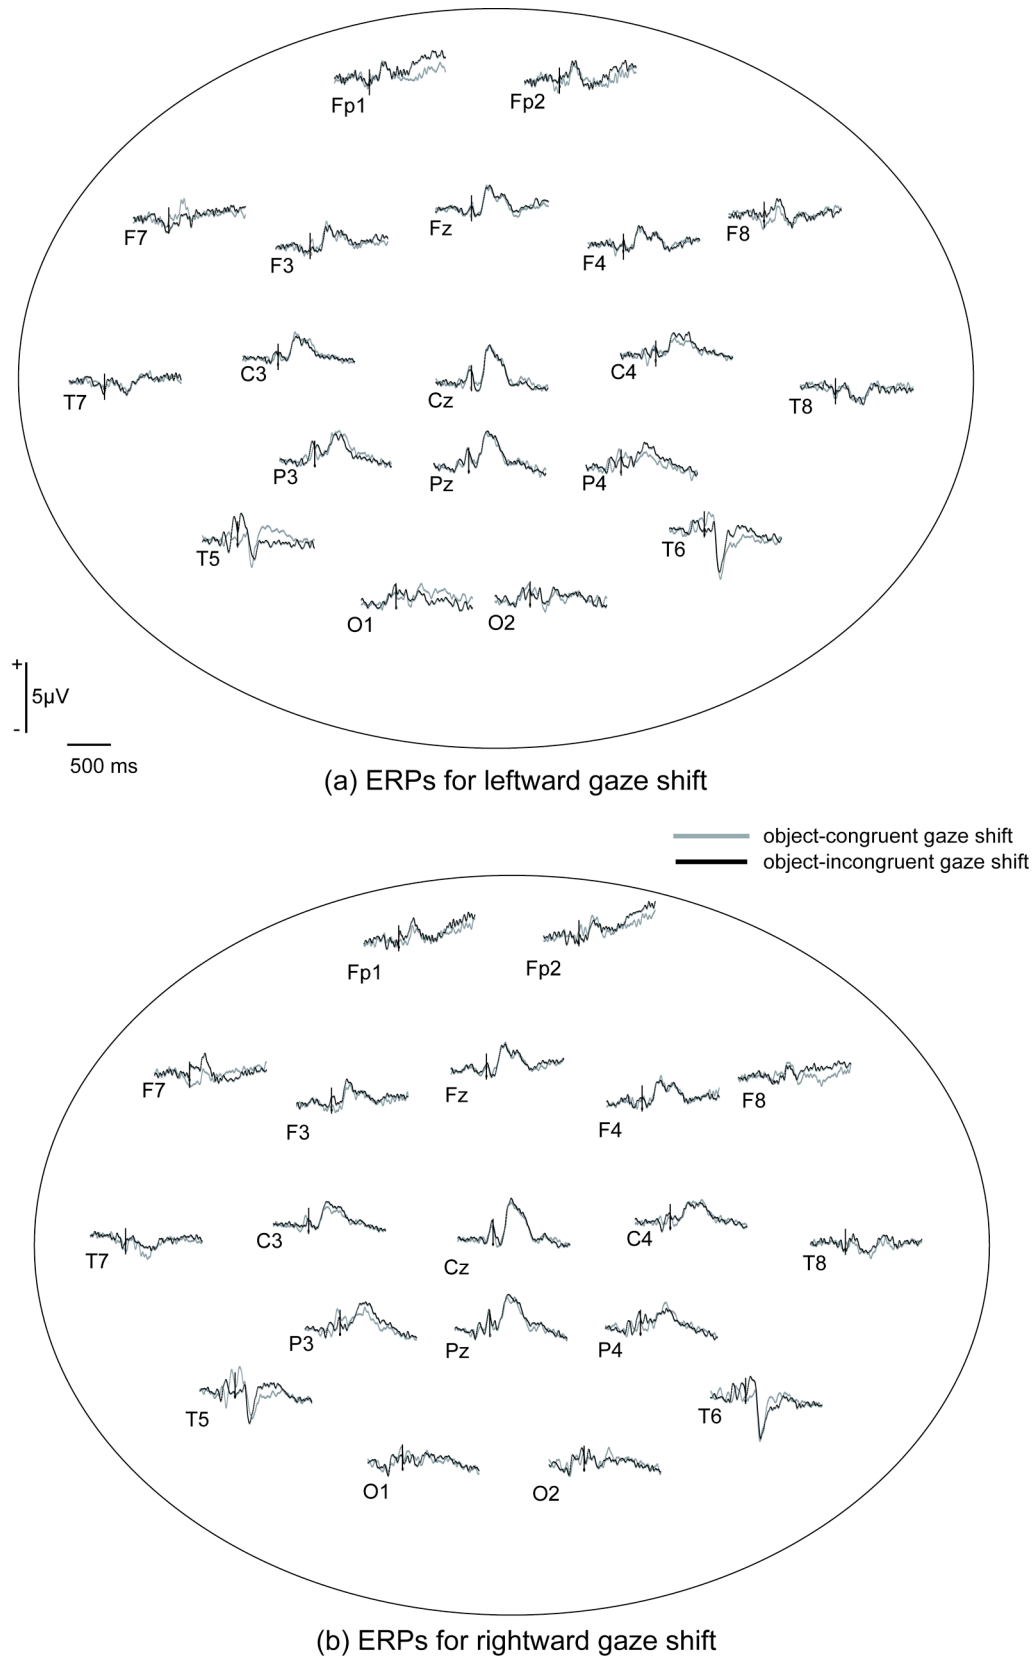 Fp1 Fp2
F7 F3 Fz F4 F8
T7 C3 Cz C4 T8
P3 Pz P4
T5 T6
O1 O2
+
5µV
-
500 ms
(a) ERPs for leftward gaze shift
object-congruent gaze shift
object-incongruent gaze shift
Fp1 Fp2
F7 F3 Fz F4 F8
T7 C3 Cz C4 T8
P3 Pz P4
T5 T6
O1 O2
(b) ERPs for rightward gaze shift